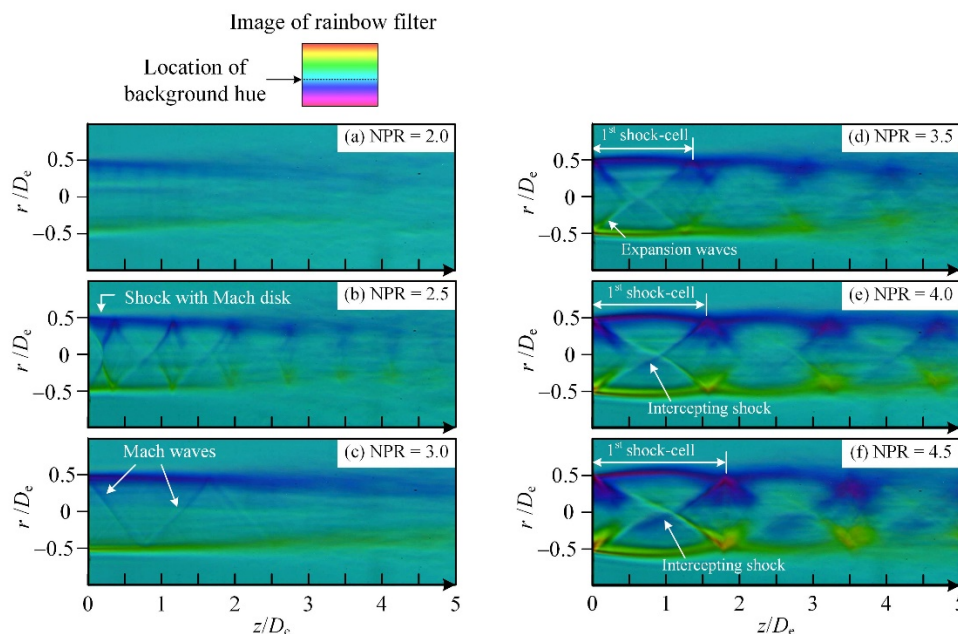 Image of rainbow filter
Location of
background hue
(a) NPR = 2.0
0.5
0
−0.5
r/Dₑ
Shock with Mach disk
(b) NPR = 2.5
0.5
0
−0.5
r/Dₑ
Mach waves
(c) NPR = 3.0
0.5
0
−0.5
r/Dₑ
0 1 2 3 4 5
z/Dₑ
1ˢᵗ shock-cell
(d) NPR = 3.5
0.5
0
−0.5
r/Dₑ
Expansion waves
1ˢᵗ shock-cell
(e) NPR = 4.0
0.5
0
−0.5
r/Dₑ
Intercepting shock
1ˢᵗ shock-cell
(f) NPR = 4.5
0.5
0
−0.5
r/Dₑ
Intercepting shock
0 1 2 3 4 5
z/Dₑ